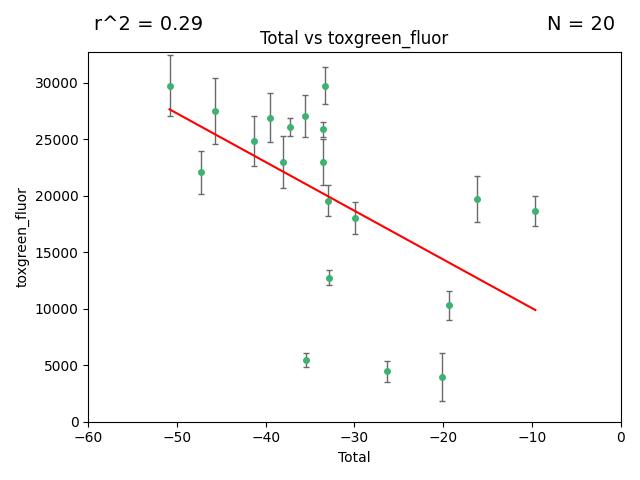 r^2 = 0.29
N = 20
Total vs toxgreen_fluor
30000
25000
20000
15000
10000
5000
0
toxgreen_fluor
−60
−50
−40
−30
−20
−10
0
Total